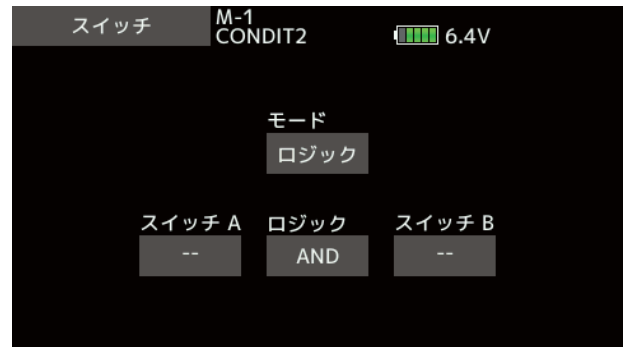 スイッチ
M-1
CONDIT2
6.4V
モード
ロジック
スイッチ A ロジック スイッチ B
-- AND --